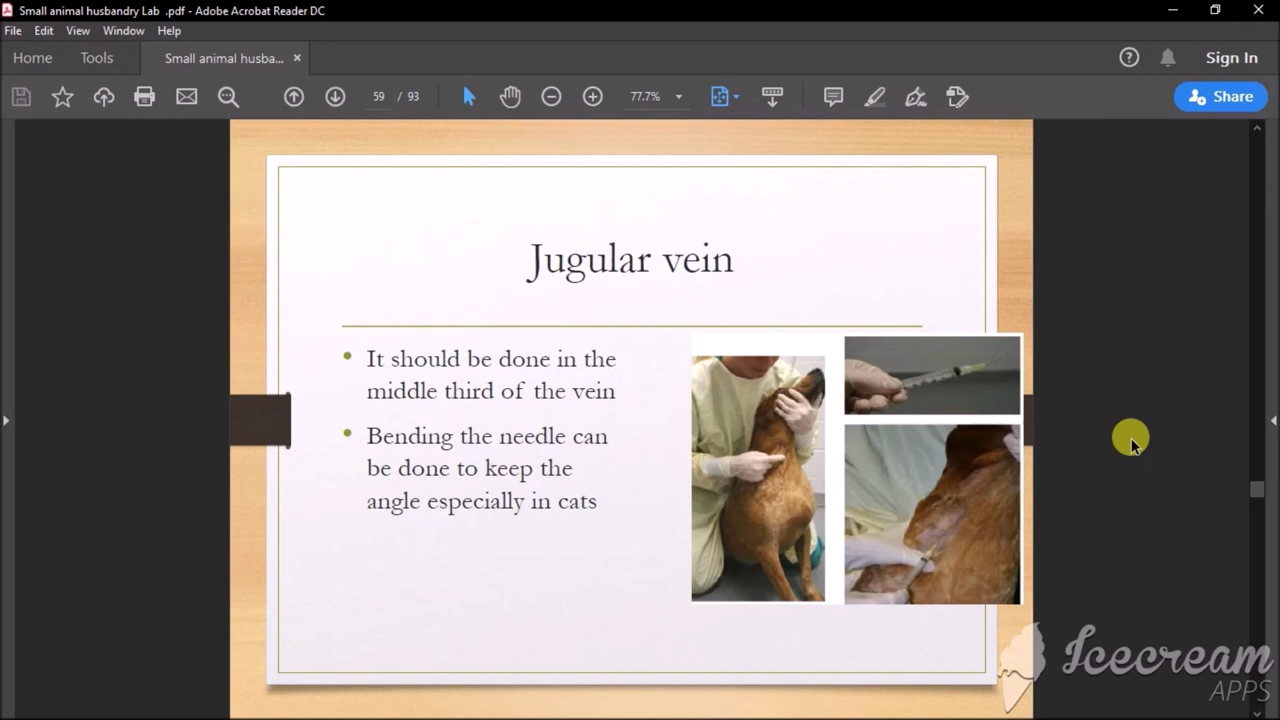 Small animal husbandry Lab .pdf - Adobe Acrobat Reader DC
File Edit View Window Help
Home Tools Small animal husba... Sign In
59 / 93 77.7% Share
Jugular vein
It should be done in the
middle third of the vein
Bending the needle can
be done to keep the
angle especially in cats
Icecream
APPS